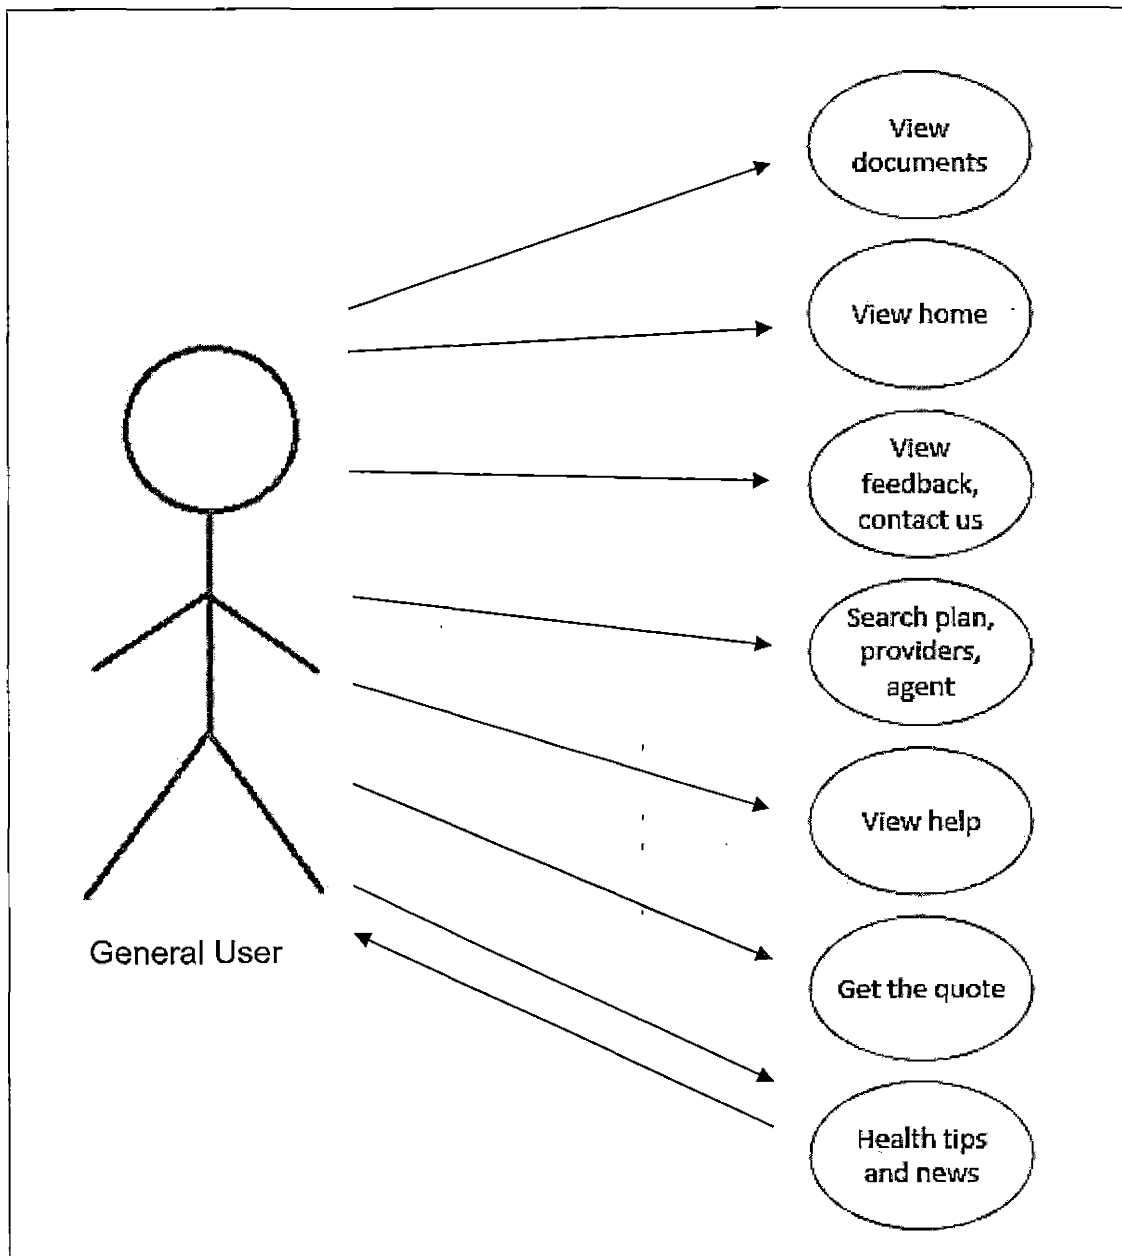 View
documents
View home
View
feedback,
contact us
Search plan,
providers,
agent
View help
Get the quote
Health tips
and news
General User